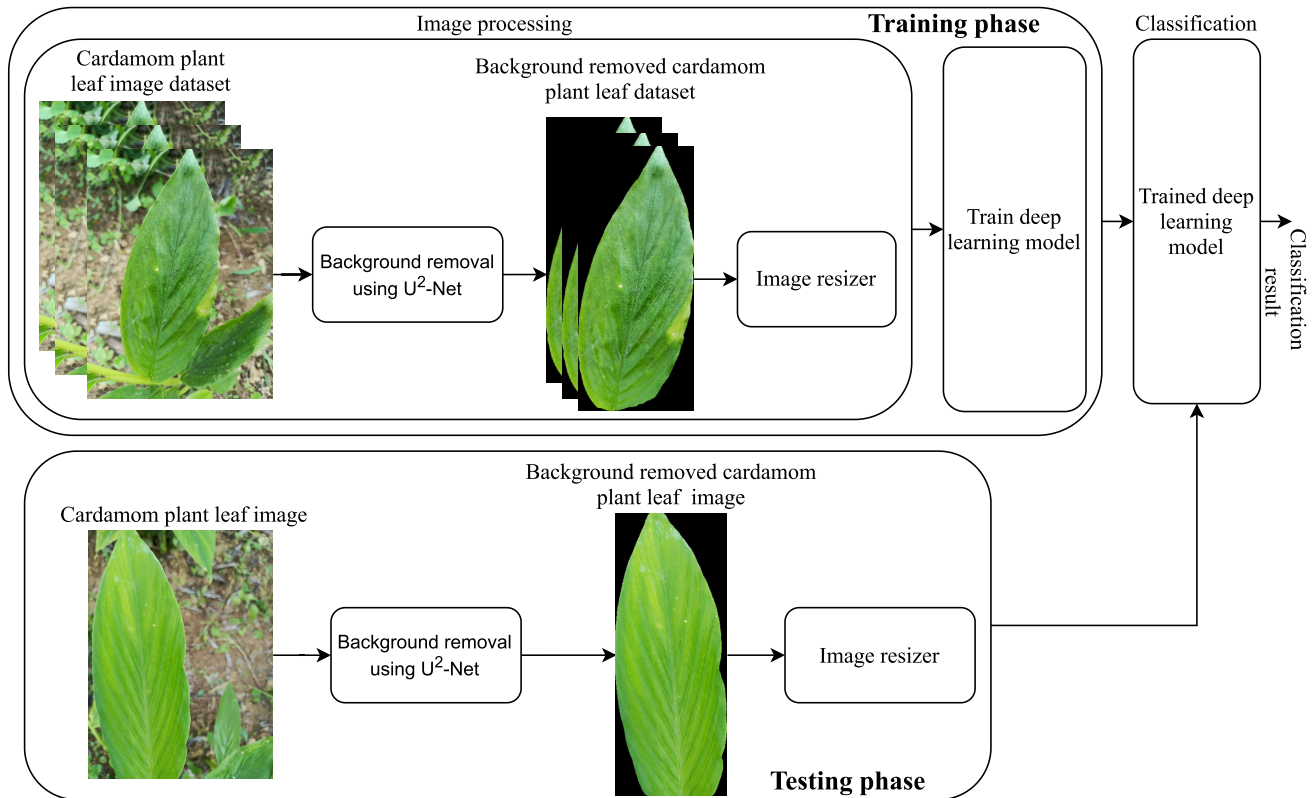 Image processing
Training phase
Classification
Cardamom plant
leaf image dataset
Background removed cardamom
plant leaf dataset
Background removal
using U²-Net
Image resizer
Train deep
learning model
Trained deep
learning
model
Classification
result
Background removed cardamom
plant leaf image
Cardamom plant leaf image
Background removal
using U²-Net
Image resizer
Testing phase